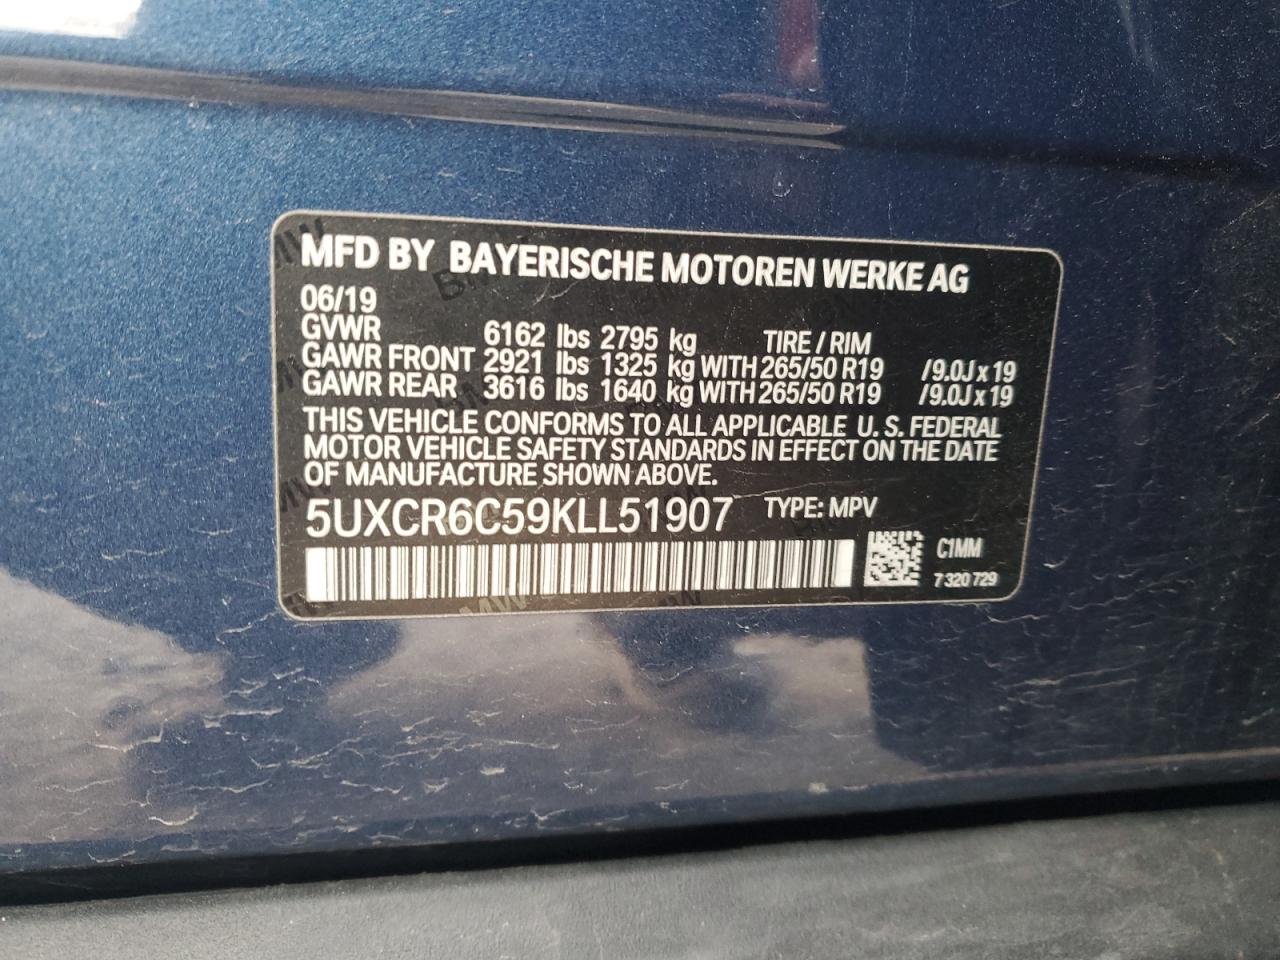 MFD BY BAYERISCHE MOTOREN WERKE AG
06/19
GVWR 6162 lbs 2795 kg TIRE / RIM
GAWR FRONT 2921 lbs 1325 kg WITH 265/50 R19 /9.0J x 19
GAWR REAR 3616 lbs 1640 kg WITH 265/50 R19 /9.0J x 19
THIS VEHICLE CONFORMS TO ALL APPLICABLE U. S. FEDERAL
MOTOR VEHICLE SAFETY STANDARDS IN EFFECT ON THE DATE
OF MANUFACTURE SHOWN ABOVE.
5UXCR6C59KLL51907 TYPE: MPV
C1MM
7 320 729